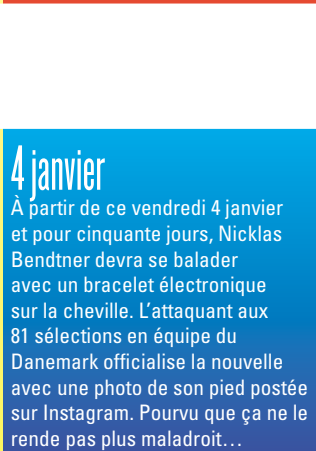 4 janvier
À partir de ce vendredi 4 janvier
et pour cinquante jours, Nicklas
Bendtner devra se balader
avec un bracelet électronique
sur la cheville. L’attaquant aux
81 sélections en équipe du
Danemark officialise la nouvelle
avec une photo de son pied postée
sur Instagram. Pourvu que ça ne le
rende pas plus maladroit…